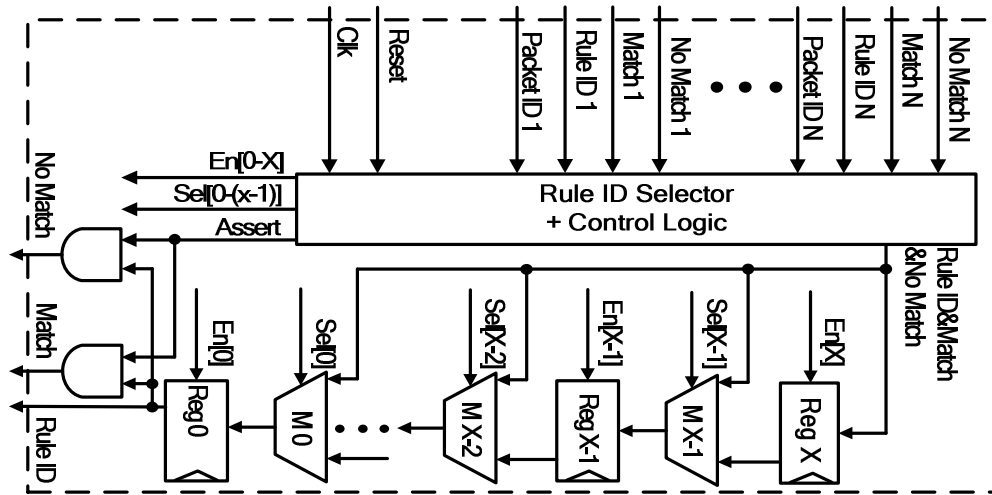 Clk
Reset
Packet ID 1
Rule ID 1
Match 1
No Match 1
Packet ID N
Rule ID N
Match N
No Match N
Rule ID Selector
+ Control Logic
En[0-X]
Sel[0-(x-1)]
Assert
Rule ID&Match
&No Match
No Match
Match
Rule ID
En[0]
Sel[0]
Sel[X-2]
En[X-1]
Sel[X-1]
En[X]
Reg 0
M 0
M X-2
Reg X-1
M X-1
Reg X